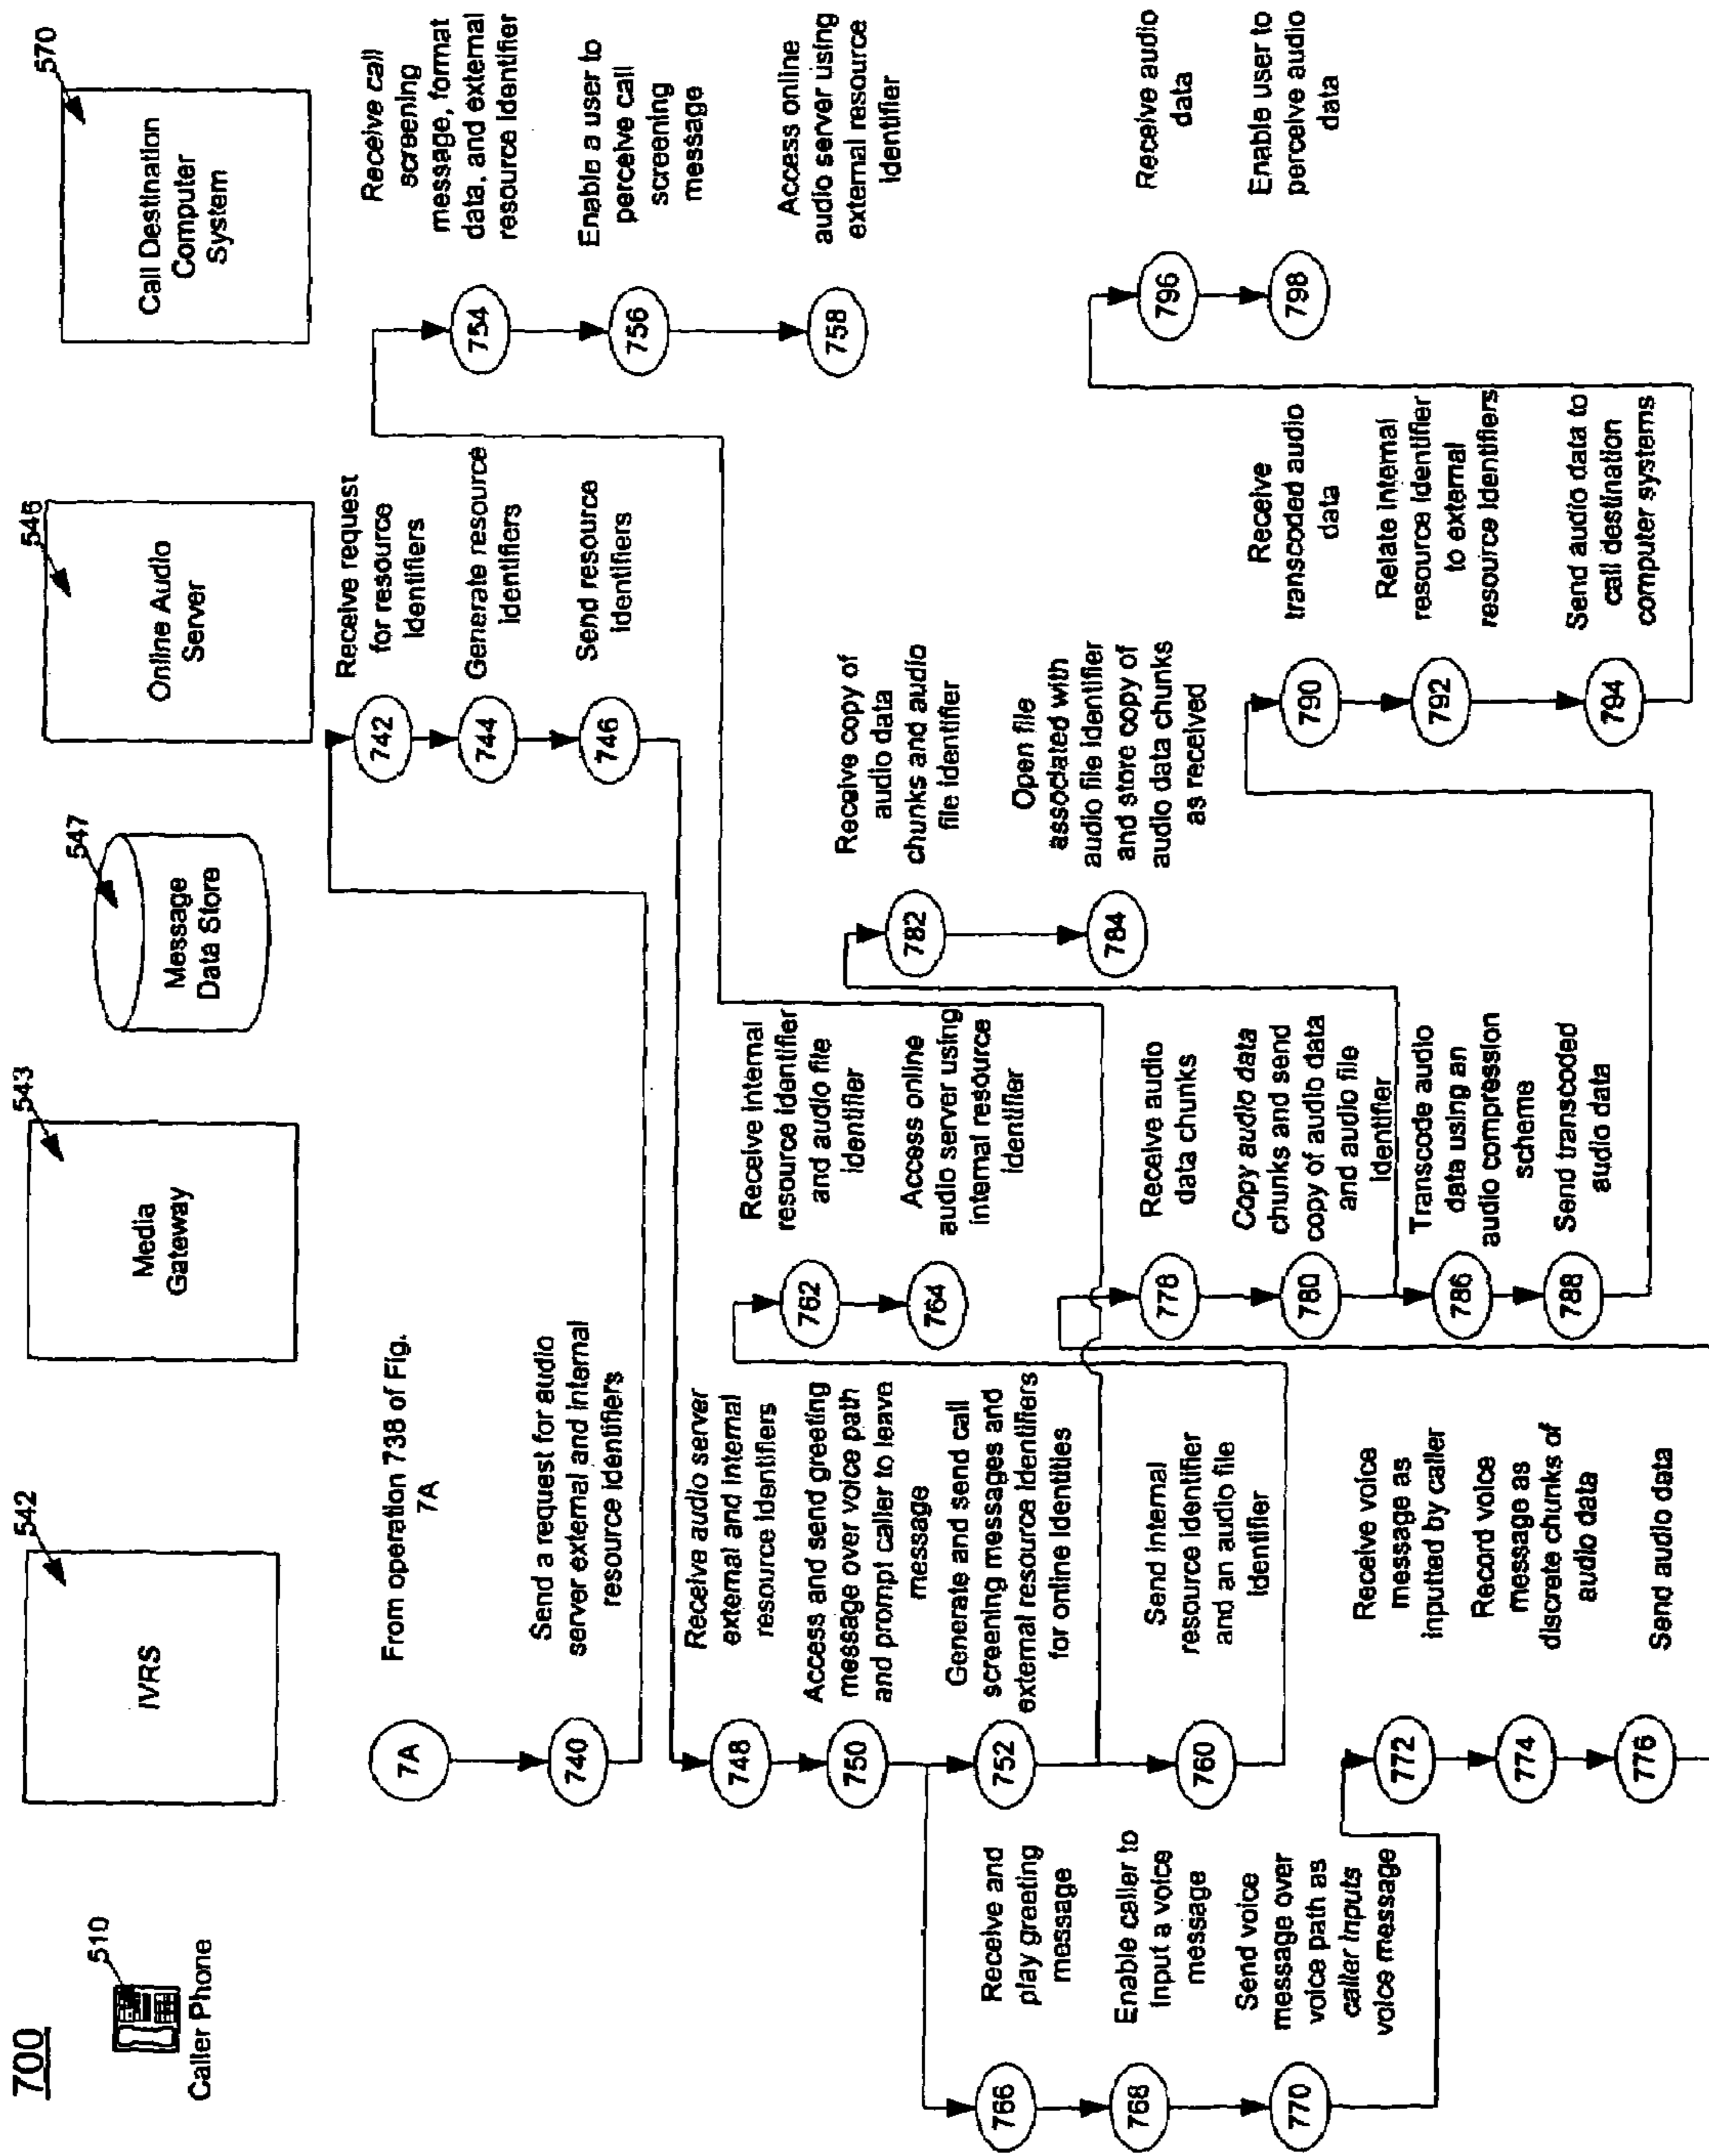 700
510
Caller Phone
542
IVRS
543
Media
Gateway
547
Message
Data Store
546
Online Audio
Server
570
Call Destination
Computer
System
7A
From operation 738 of Fig.
7A
740
Send a request for audio
server external and internal
resource identifiers
742
Receive request
for resource
identifiers
744
Generate resource
identifiers
746
Send resource
identifiers
748
Receive audio server
external and internal
resource identifiers
750
Access and send greeting
message over voice path
and prompt caller to leave
message
752
Generate and send call
screening messages and
external resource identifiers
for online identities
754
Receive call
screening
message, format
data, and external
resource identifier
756
Enable a user to
perceive call
screening
message
758
Access online
audio server using
external resource
identifier
760
Send internal
resource identifier
and an audio file
identifier
762
Receive internal
resource identifier
and audio file
identifier
764
Access online
audio server using
internal resource
identifier
766
Receive and
play greeting
message
768
Enable caller to
input a voice
message
770
Send voice
message over
voice path as
caller inputs
voice message
772
Receive voice
message as
inputted by caller
774
Record voice
message as
discrete chunks of
audio data
776
Send audio data
778
Receive audio
data chunks
780
Copy audio data
chunks and send
copy of audio data
and audio file
identifier
782
Receive copy of
audio data
chunks and audio
file identifier
784
Open file
associated with
audio file identifier
and store copy of
audio data chunks
as received
786
Transcode audio
data using an
audio compression
scheme
788
Send transcoded
audio data
790
Receive
transcoded audio
data
792
Relate internal
resource identifier
to external
resource identifiers
794
Send audio data to
call destination
computer systems
796
Receive audio
data
798
Enable user to
perceive audio
data